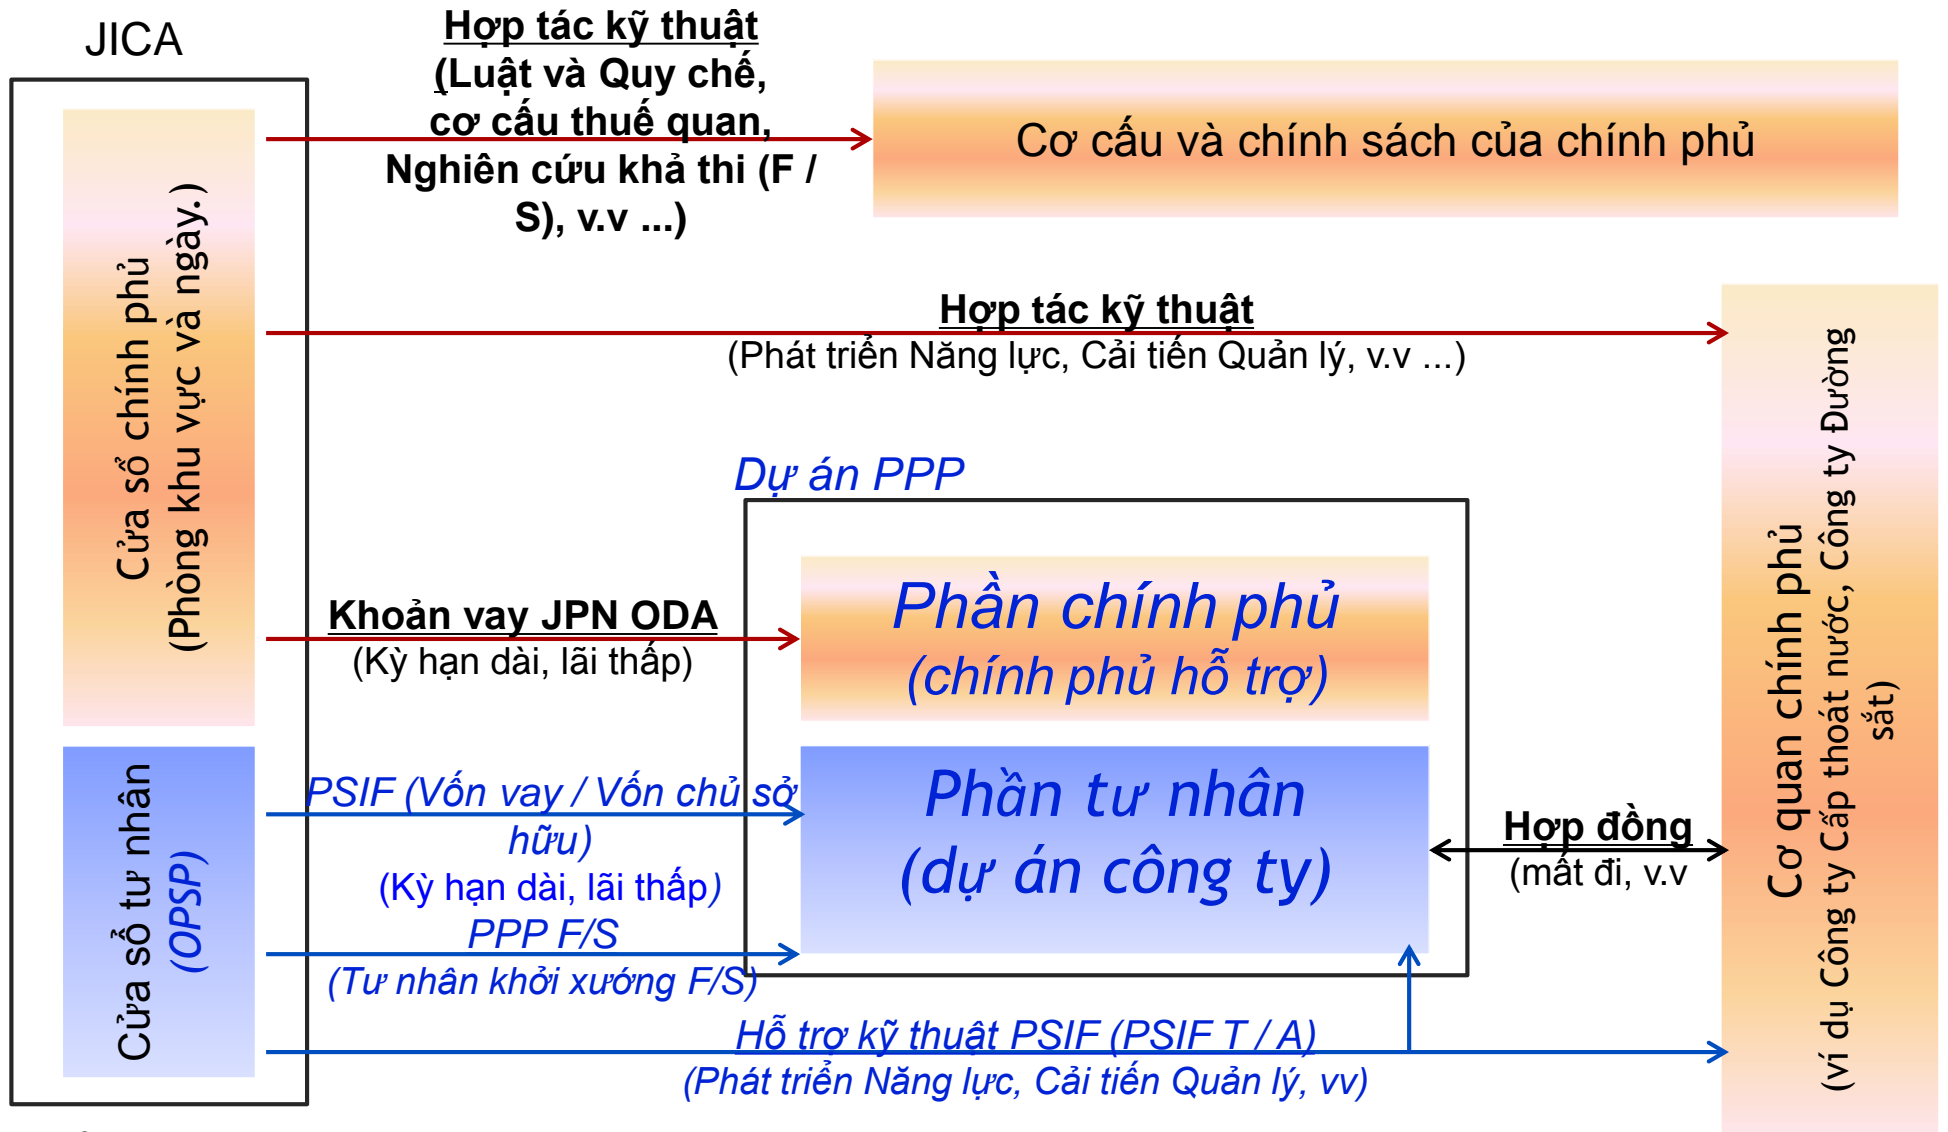 JICA
Hợp tác kỹ thuật
(Luật và Quy chế,
cơ cấu thuế quan,
Nghiên cứu khả thi (F /
S), v.v ...)
Cơ cấu và chính sách của chính phủ
Cửa sổ chính phủ
(Phòng khu vực và ngày.)
Hợp tác kỹ thuật
(Phát triển Năng lực, Cải tiến Quản lý, v.v ...)
Dự án PPP
Khoản vay JPN ODA
(Kỳ hạn dài, lãi thấp)
Phần chính phủ
(chính phủ hỗ trợ)
Cửa sổ tư nhân
(OPSP)
PSIF (Vốn vay / Vốn chủ sở
hữu)
(Kỳ hạn dài, lãi thấp)
PPP F/S
(Tư nhân khởi xướng F/S)
Phần tư nhân
(dự án công ty)
Hợp đồng
(mất đi, v.v
Hỗ trợ kỹ thuật PSIF (PSIF T / A)
(Phát triển Năng lực, Cải tiến Quản lý, vv)
Cơ quan chính phủ
(ví dụ Công ty Cấp thoát nước, Công ty Đường
sắt)